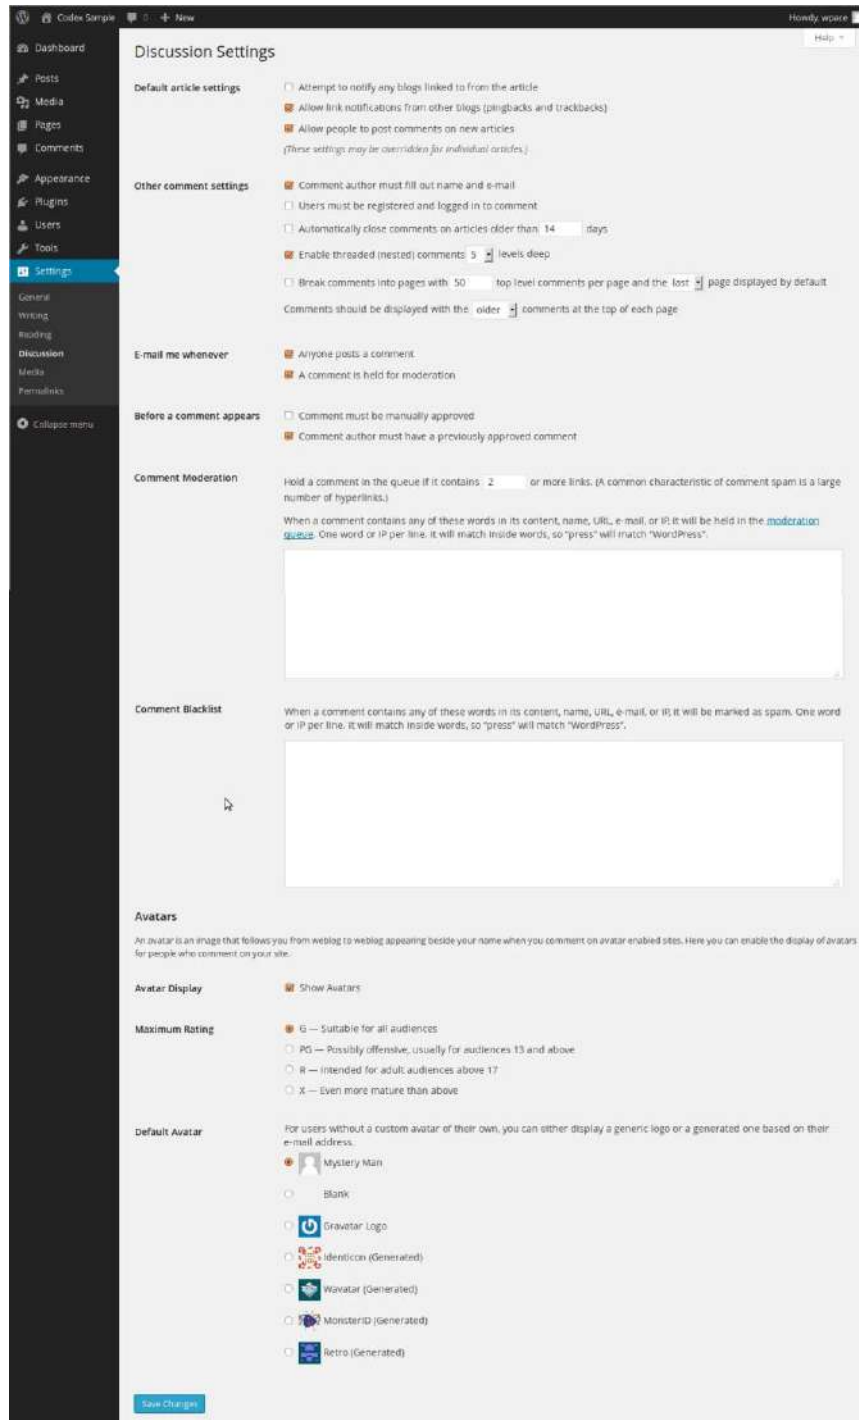 Codex Sample 0 + New
Howdy, wpace
Help
Dashboard
Posts
Media
Pages
Comments
Appearance
Plugins
Users
Tools
Settings
General
Writing
Reading
Discussion
Media
Permalinks
Collapse menu
Discussion Settings
Default article settings
Attempt to notify any blogs linked to from the article
Allow link notifications from other blogs (pingbacks and trackbacks)
Allow people to post comments on new articles
(These settings may be overridden for individual articles.)
Other comment settings
Comment author must fill out name and e-mail
Users must be registered and logged in to comment
Automatically close comments on articles older than 14 days
Enable threaded (nested) comments 5 levels deep
Break comments into pages with 50 top level comments per page and the last page displayed by default
Comments should be displayed with the older comments at the top of each page
E-mail me whenever
Anyone posts a comment
A comment is held for moderation
Before a comment appears
Comment must be manually approved
Comment author must have a previously approved comment
Comment Moderation
Hold a comment in the queue if it contains 2 or more links. (A common characteristic of comment spam is a large
number of hyperlinks.)
When a comment contains any of these words in its content, name, URL, e-mail, or IP, it will be held in the moderation
queue. One word or IP per line. It will match inside words, so "press" will match "WordPress".
Comment Blacklist
When a comment contains any of these words in its content, name, URL, e-mail, or IP, it will be marked as spam. One word
or IP per line. It will match inside words, so "press" will match "WordPress".
Avatars
An avatar is an image that follows you from weblog to weblog appearing beside your name when you comment on avatar enabled sites. Here you can enable the display of avatars
for people who comment on your site.
Avatar Display
Show Avatars
Maximum Rating
G — Suitable for all audiences
PG — Possibly offensive, usually for audiences 13 and above
R — Intended for adult audiences above 17
X — Even more mature than above
Default Avatar
For users without a custom avatar of their own, you can either display a generic logo or a generated one based on their
e-mail address.
Mystery Man
Blank
Gravatar Logo
Identicon (Generated)
Wavatar (Generated)
MonsterID (Generated)
Retro (Generated)
Save Changes